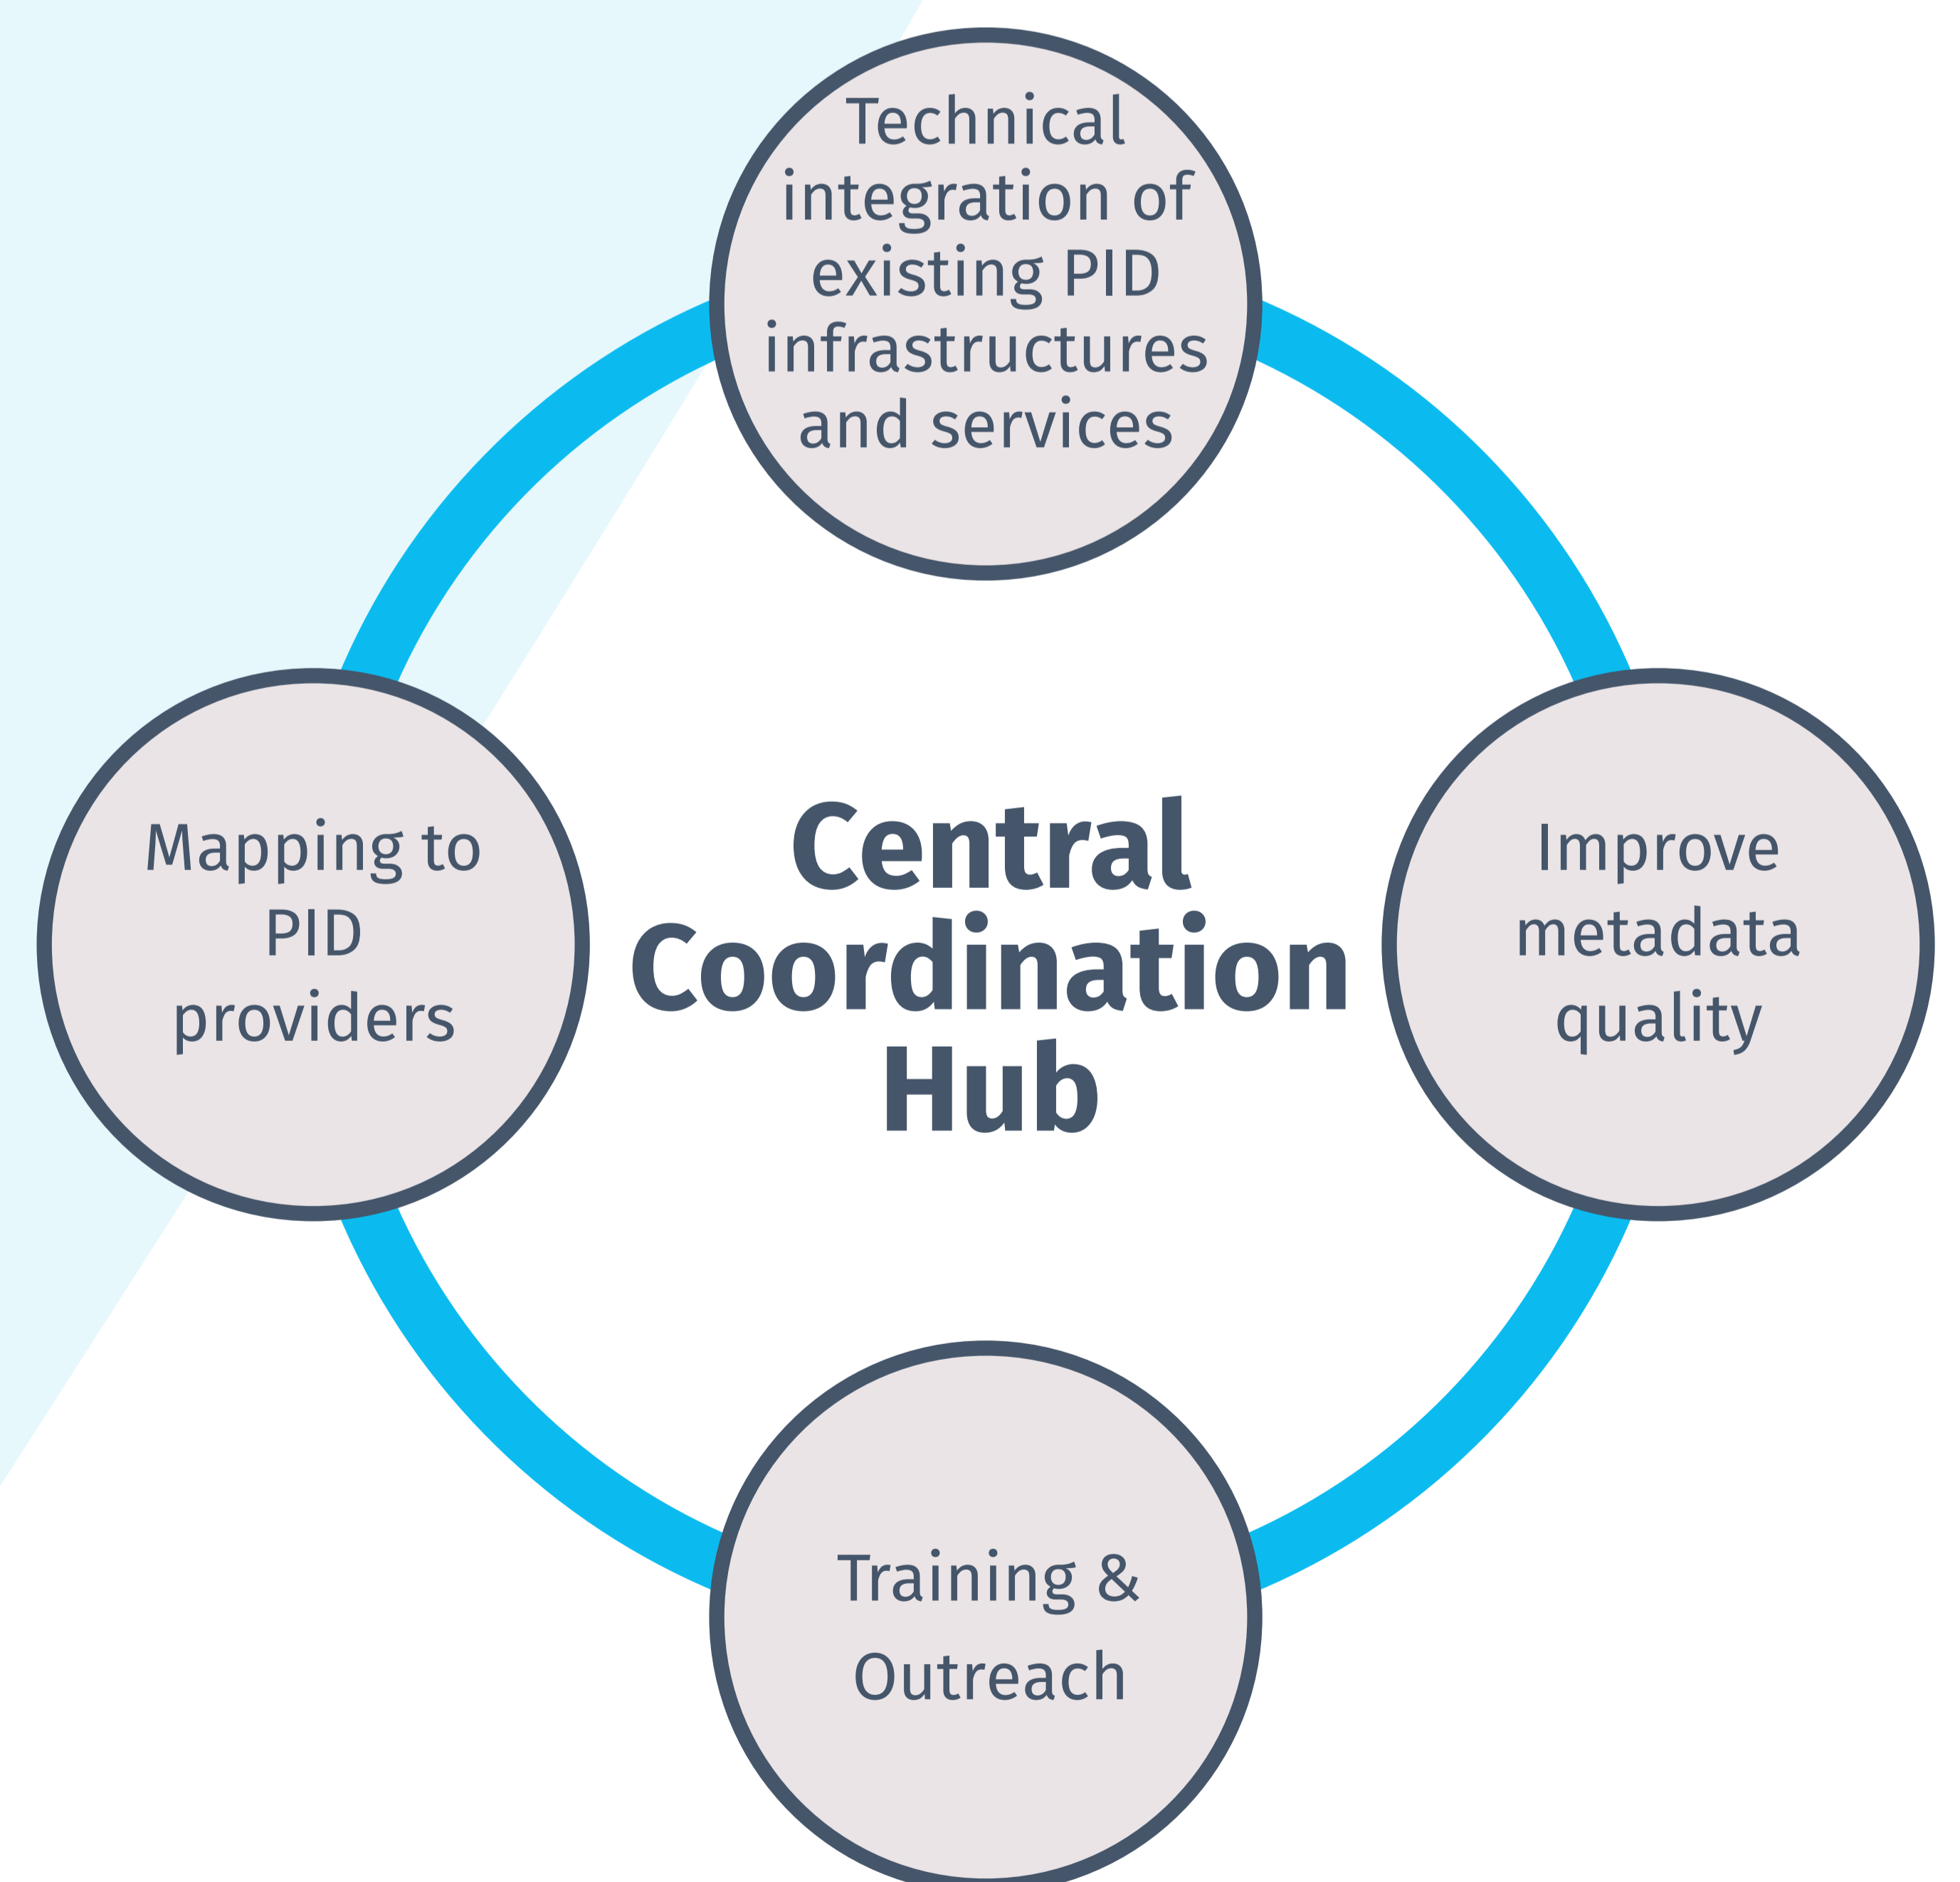 Technical
integration of
existing PID
infrastructures
and services
Mapping to
PID
providers
Central
Coordination
Hub
Improve
metadata
quality
Training &
Outreach